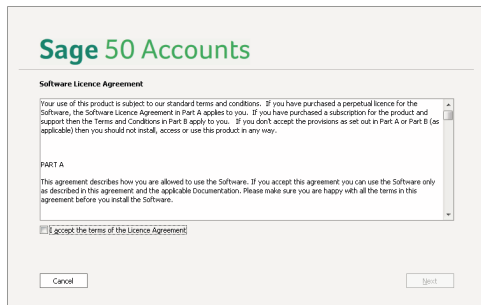 Sage 50 Accounts
Software Licence Agreement
Your use of this product is subject to our standard terms and conditions. If you have purchased a perpetual licence for the
Software, the Software Licence Agreement in Part A applies to you. If you have purchased a subscription for the product and
support then the Terms and Conditions in Part B apply to you. If you don't accept the provisions as set out in Part A or Part B (as
applicable) then you should not install, access or use this product in any way.
PART A
This agreement describes how you are allowed to use the Software. If you accept this agreement you can use the Software only
as described in this agreement and the applicable Documentation. Please make sure you are happy with all the terms in this
agreement before you install the Software.
I accept the terms of the Licence Agreement
Cancel
Next